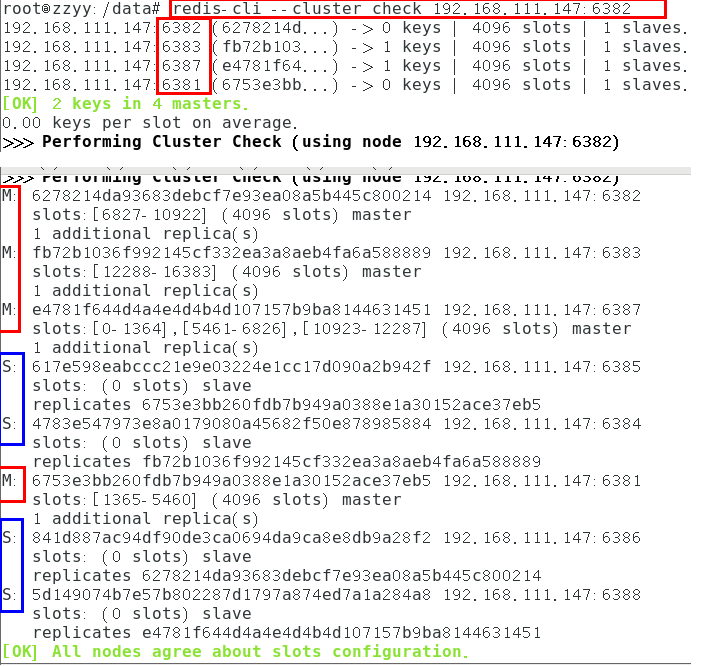 root@zzyy:/data# redis-cli --cluster check 192.168.111.147:6382
192.168.111.147:6382 (6278214d...) -> 0 keys | 4096 slots | 1 slaves.
192.168.111.147:6383 (fb72b103...) -> 1 keys | 4096 slots | 1 slaves.
192.168.111.147:6387 (e4781f64...) -> 1 keys | 4096 slots | 1 slaves.
192.168.111.147:6381 (6753e3bb...) -> 0 keys | 4096 slots | 1 slaves.
[OK] 2 keys in 4 masters.
0.00 keys per slot on average.
>>> Performing Cluster Check (using node 192.168.111.147:6382)
>>> Performing Cluster Check (using node 192.168.111.147:6382)
M: 6278214da93683debcf7e93ea08a5b445c800214 192.168.111.147:6382
slots:[6827-10922] (4096 slots) master
1 additional replica(s)
M: fb72b1036f992145cf332ea3a8aeb4fa6a588889 192.168.111.147:6383
slots:[12288-16383] (4096 slots) master
1 additional replica(s)
M: e4781f644d4a4e4d4b4d107157b9ba8144631451 192.168.111.147:6387
slots:[0-1364],[5461-6826],[10923-12287] (4096 slots) master
1 additional replica(s)
S: 617e598eabccc21e9e03224e1cc17d090a2b942f 192.168.111.147:6385
slots: (0 slots) slave
replicates 6753e3bb260fdb7b949a0388e1a30152ace37eb5
S: 4783e547973e8a0179080a45682f50e878985884 192.168.111.147:6384
slots: (0 slots) slave
replicates fb72b1036f992145cf332ea3a8aeb4fa6a588889
M: 6753e3bb260fdb7b949a0388e1a30152ace37eb5 192.168.111.147:6381
slots:[1365-5460] (4096 slots) master
1 additional replica(s)
S: 841d887ac94df90de3ca0694da9ca8e8db9a28f2 192.168.111.147:6386
slots: (0 slots) slave
replicates 6278214da93683debcf7e93ea08a5b445c800214
S: 5d149074b7e57b802287d1797a874ed7a1a284a8 192.168.111.147:6388
slots: (0 slots) slave
replicates e4781f644d4a4e4d4b4d107157b9ba8144631451
[OK] All nodes agree about slots configuration.